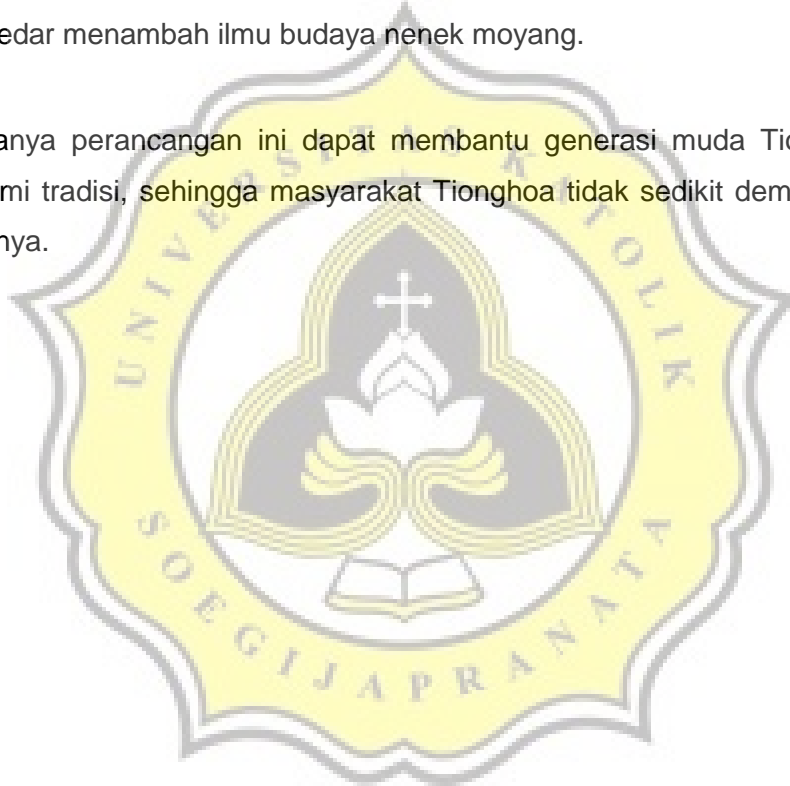 edar menambah ilmu budaya nenek moyang.
anya perancangan ini dapat membantu generasi muda Tio
mi tradisi, sehingga masyarakat Tionghoa tidak sedikit dem
nya.
UNIVERSITAS KATOLIK
SOEGIJAPRANATA